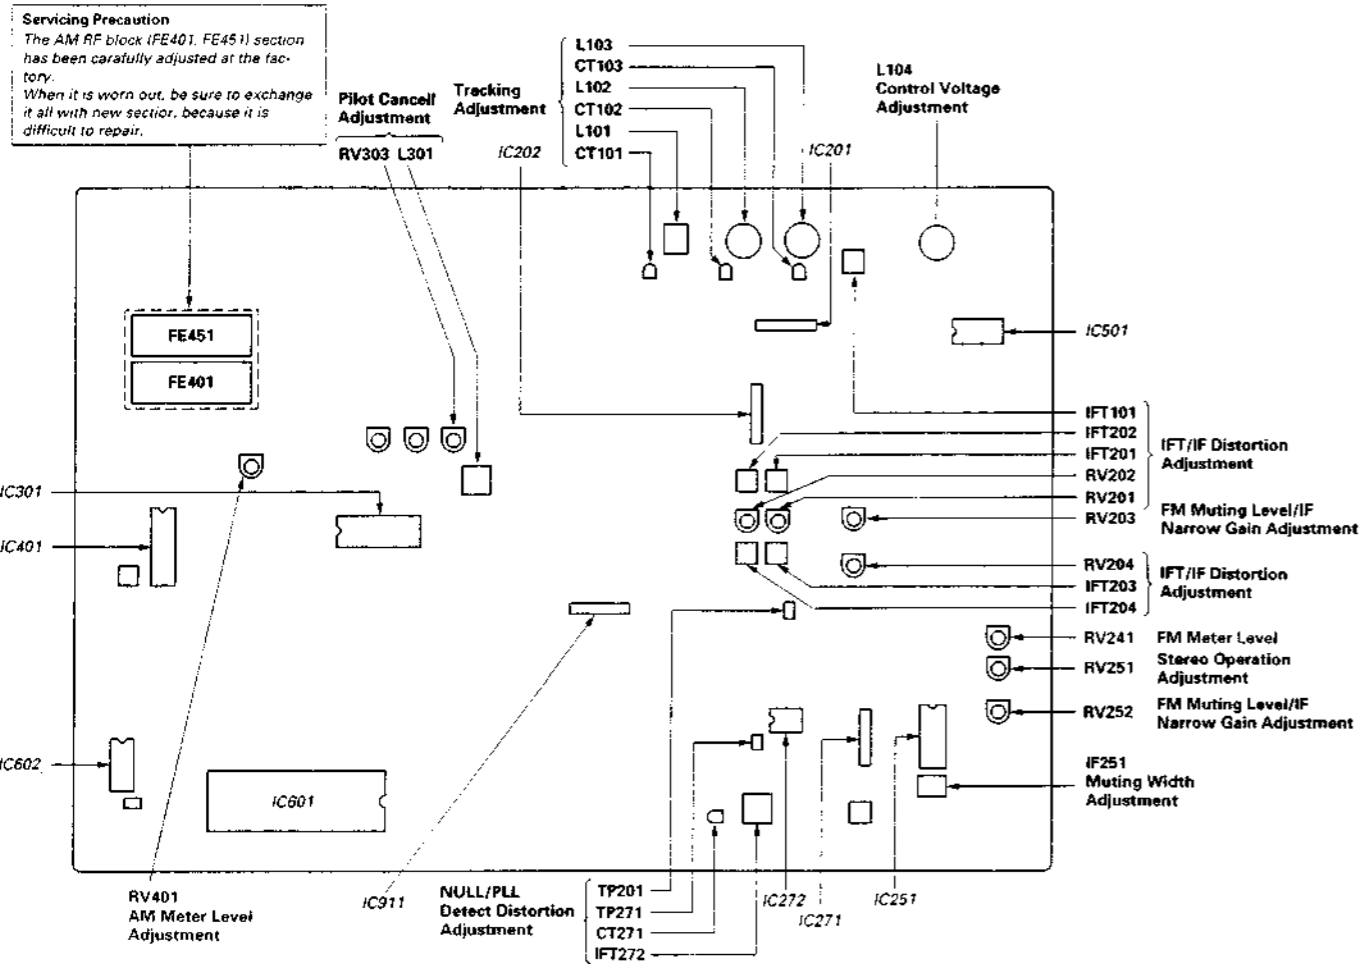 Servicing Precaution
The AM RF block (FE401, FE451) section
has been carafully adjusted at the fac-
tory.
When it is worn out, be sure to exchange
it all with new section, because it is
difficult to repair.
Pilot Cancell
Adjustment
RV303 L301
Tracking
Adjustment
L103
CT103
L102
CT102
L101
CT101
IC202
IC201
L104
Control Voltage
Adjustment
FE451
FE401
IC501
IFT101
IFT202
IFT201
RV202
RV201
IFT/IF Distortion
Adjustment
RV203 FM Muting Level/IF
Narrow Gain Adjustment
RV204
IFT203
IFT204
IFT/IF Distortion
Adjustment
RV241 FM Meter Level
RV251 Stereo Operation
Adjustment
RV252 FM Muting Level/IF
Narrow Gain Adjustment
IF251
Muting Width
Adjustment
IC301
IC401
IC602
IC601
RV401
AM Meter Level
Adjustment
IC911
NULL/PLL
Detect Distortion
Adjustment
TP201
TP271
CT271
IFT272
IC272
IC271
IC251